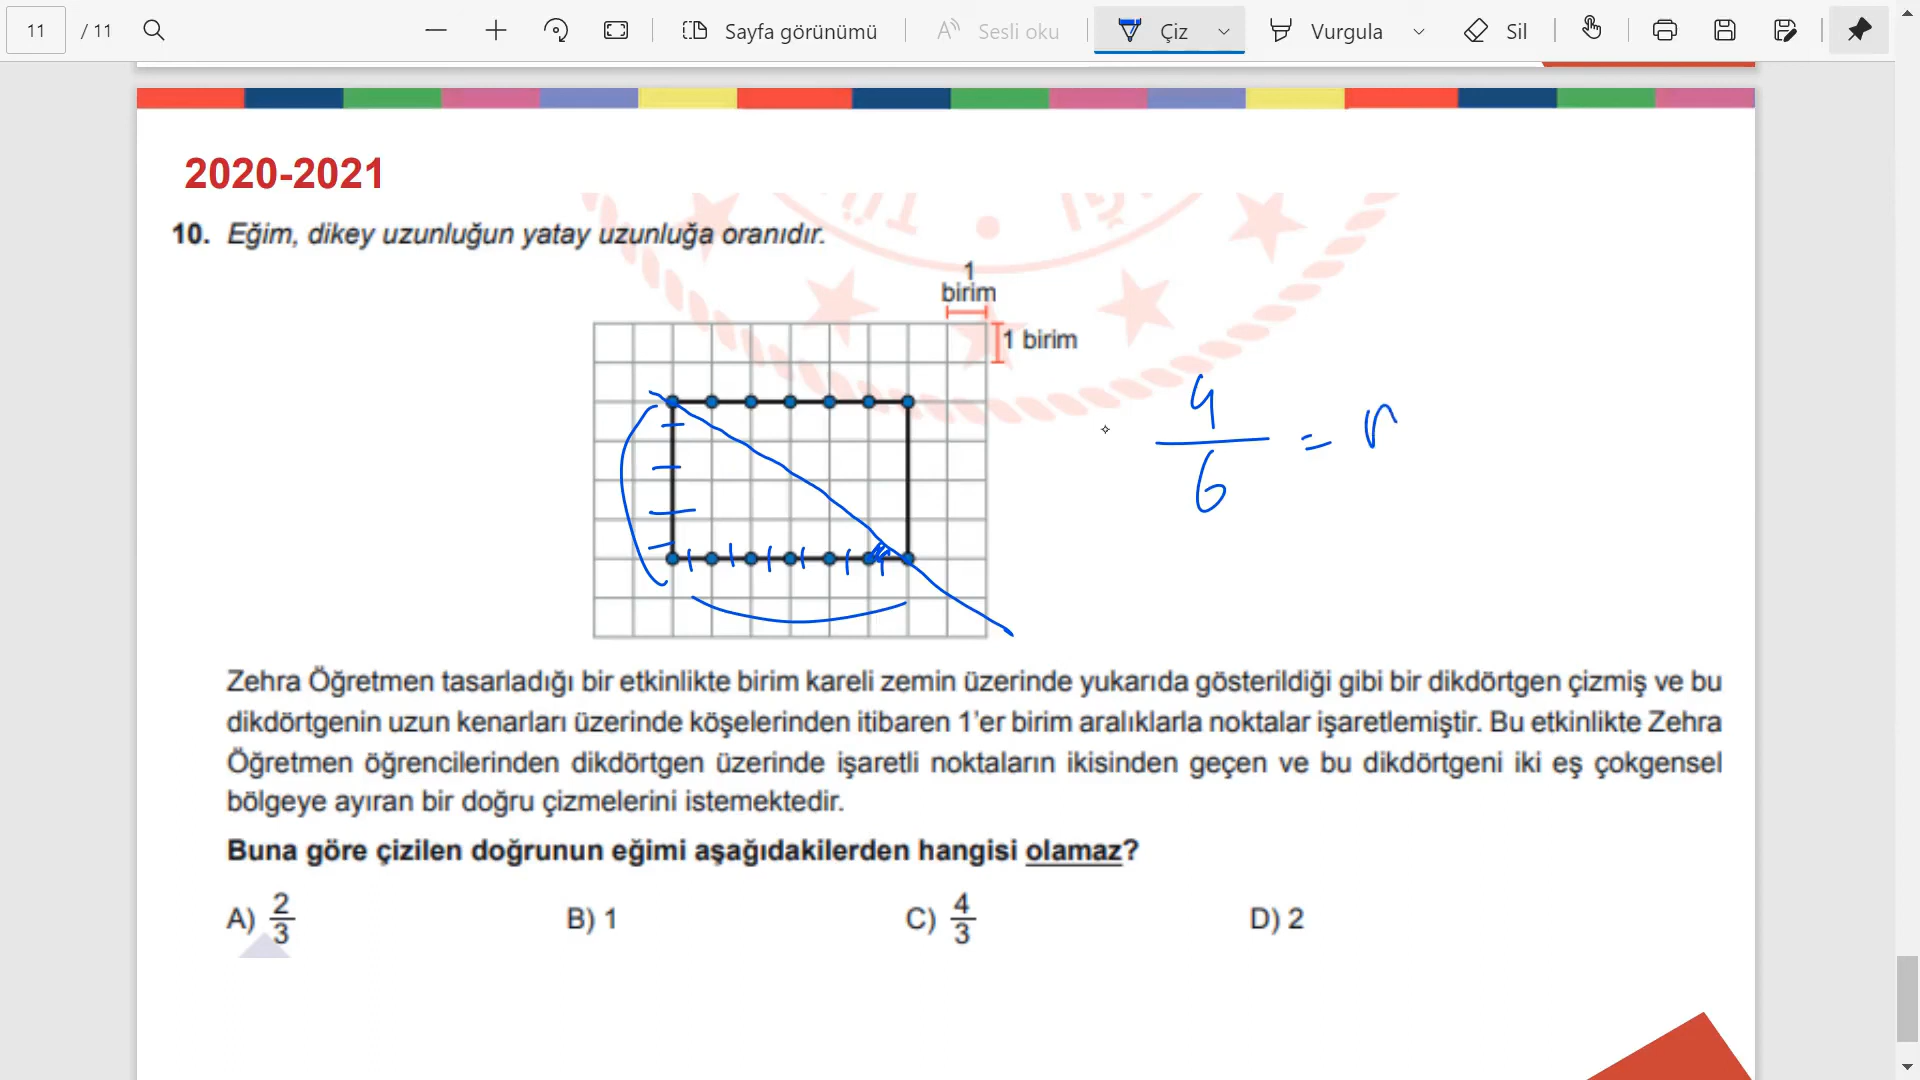 11 / 11 Sayfa görünümü Sesli oku Çiz Vurgula Sil
2020-2021
10. Eğim, dikey uzunluğun yatay uzunluğa oranıdır.
1
birim
1 birim
4
6
=
Zehra Öğretmen tasarladığı bir etkinlikte birim kareli zemin üzerinde yukarıda gösterildiği gibi bir dikdörtgen çizmiş ve bu
dikdörtgenin uzun kenarları üzerinde köşelerinden itibaren 1'er birim aralıklarla noktalar işaretlemiştir. Bu etkinlikte Zehra
Öğretmen öğrencilerinden dikdörtgen üzerinde işaretli noktaların ikisinden geçen ve bu dikdörtgeni iki eş çokgensel
bölgeye ayıran bir doğru çizmelerini istemektedir.
Buna göre çizilen doğrunun eğimi aşağıdakilerden hangisi olamaz?
A) 2/3 B) 1 C) 4/3 D) 2